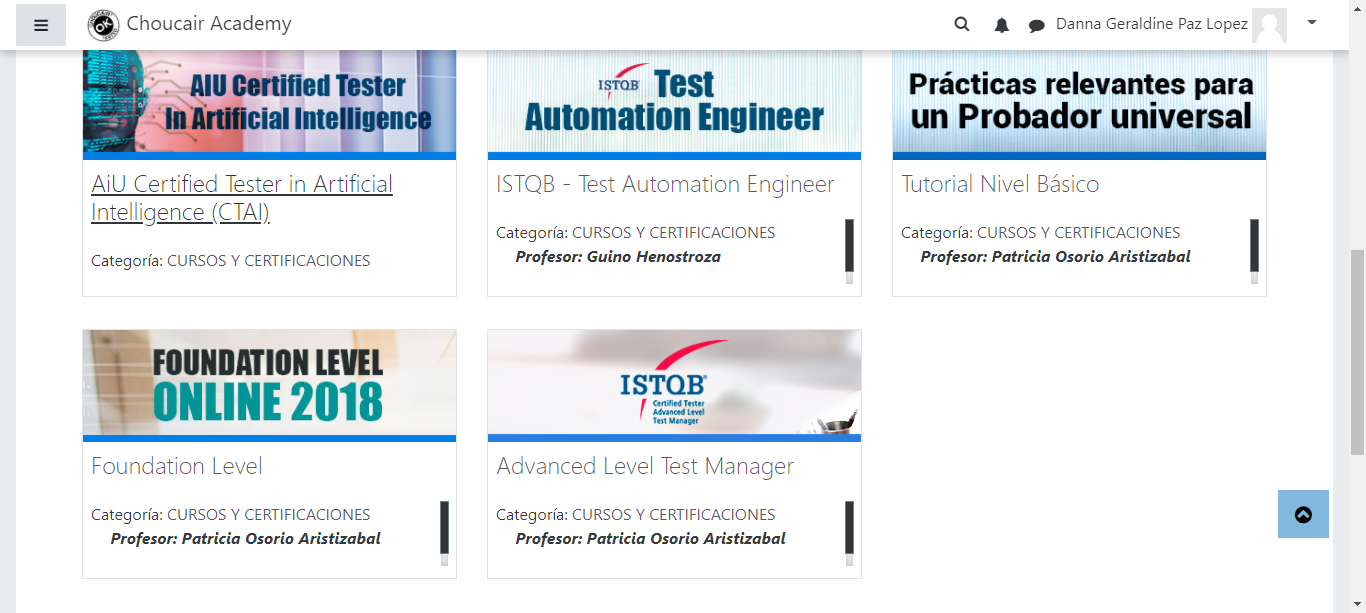 Choucair Academy
Danna Geraldine Paz Lopez
AiU Certified Tester
In Artificial Intelligence
ISTQB Test
Automation Engineer
Prácticas relevantes para
un Probador universal
AiU Certified Tester in Artificial
Intelligence (CTAI)
Categoría: CURSOS Y CERTIFICACIONES
ISTQB - Test Automation Engineer
Categoría: CURSOS Y CERTIFICACIONES
Profesor: Guino Henostroza
Tutorial Nivel Básico
Categoría: CURSOS Y CERTIFICACIONES
Profesor: Patricia Osorio Aristizabal
FOUNDATION LEVEL
ONLINE 2018
Foundation Level
Categoría: CURSOS Y CERTIFICACIONES
Profesor: Patricia Osorio Aristizabal
ISTQB®
Certified Tester
Advanced Level
Test Manager
Advanced Level Test Manager
Categoría: CURSOS Y CERTIFICACIONES
Profesor: Patricia Osorio Aristizabal